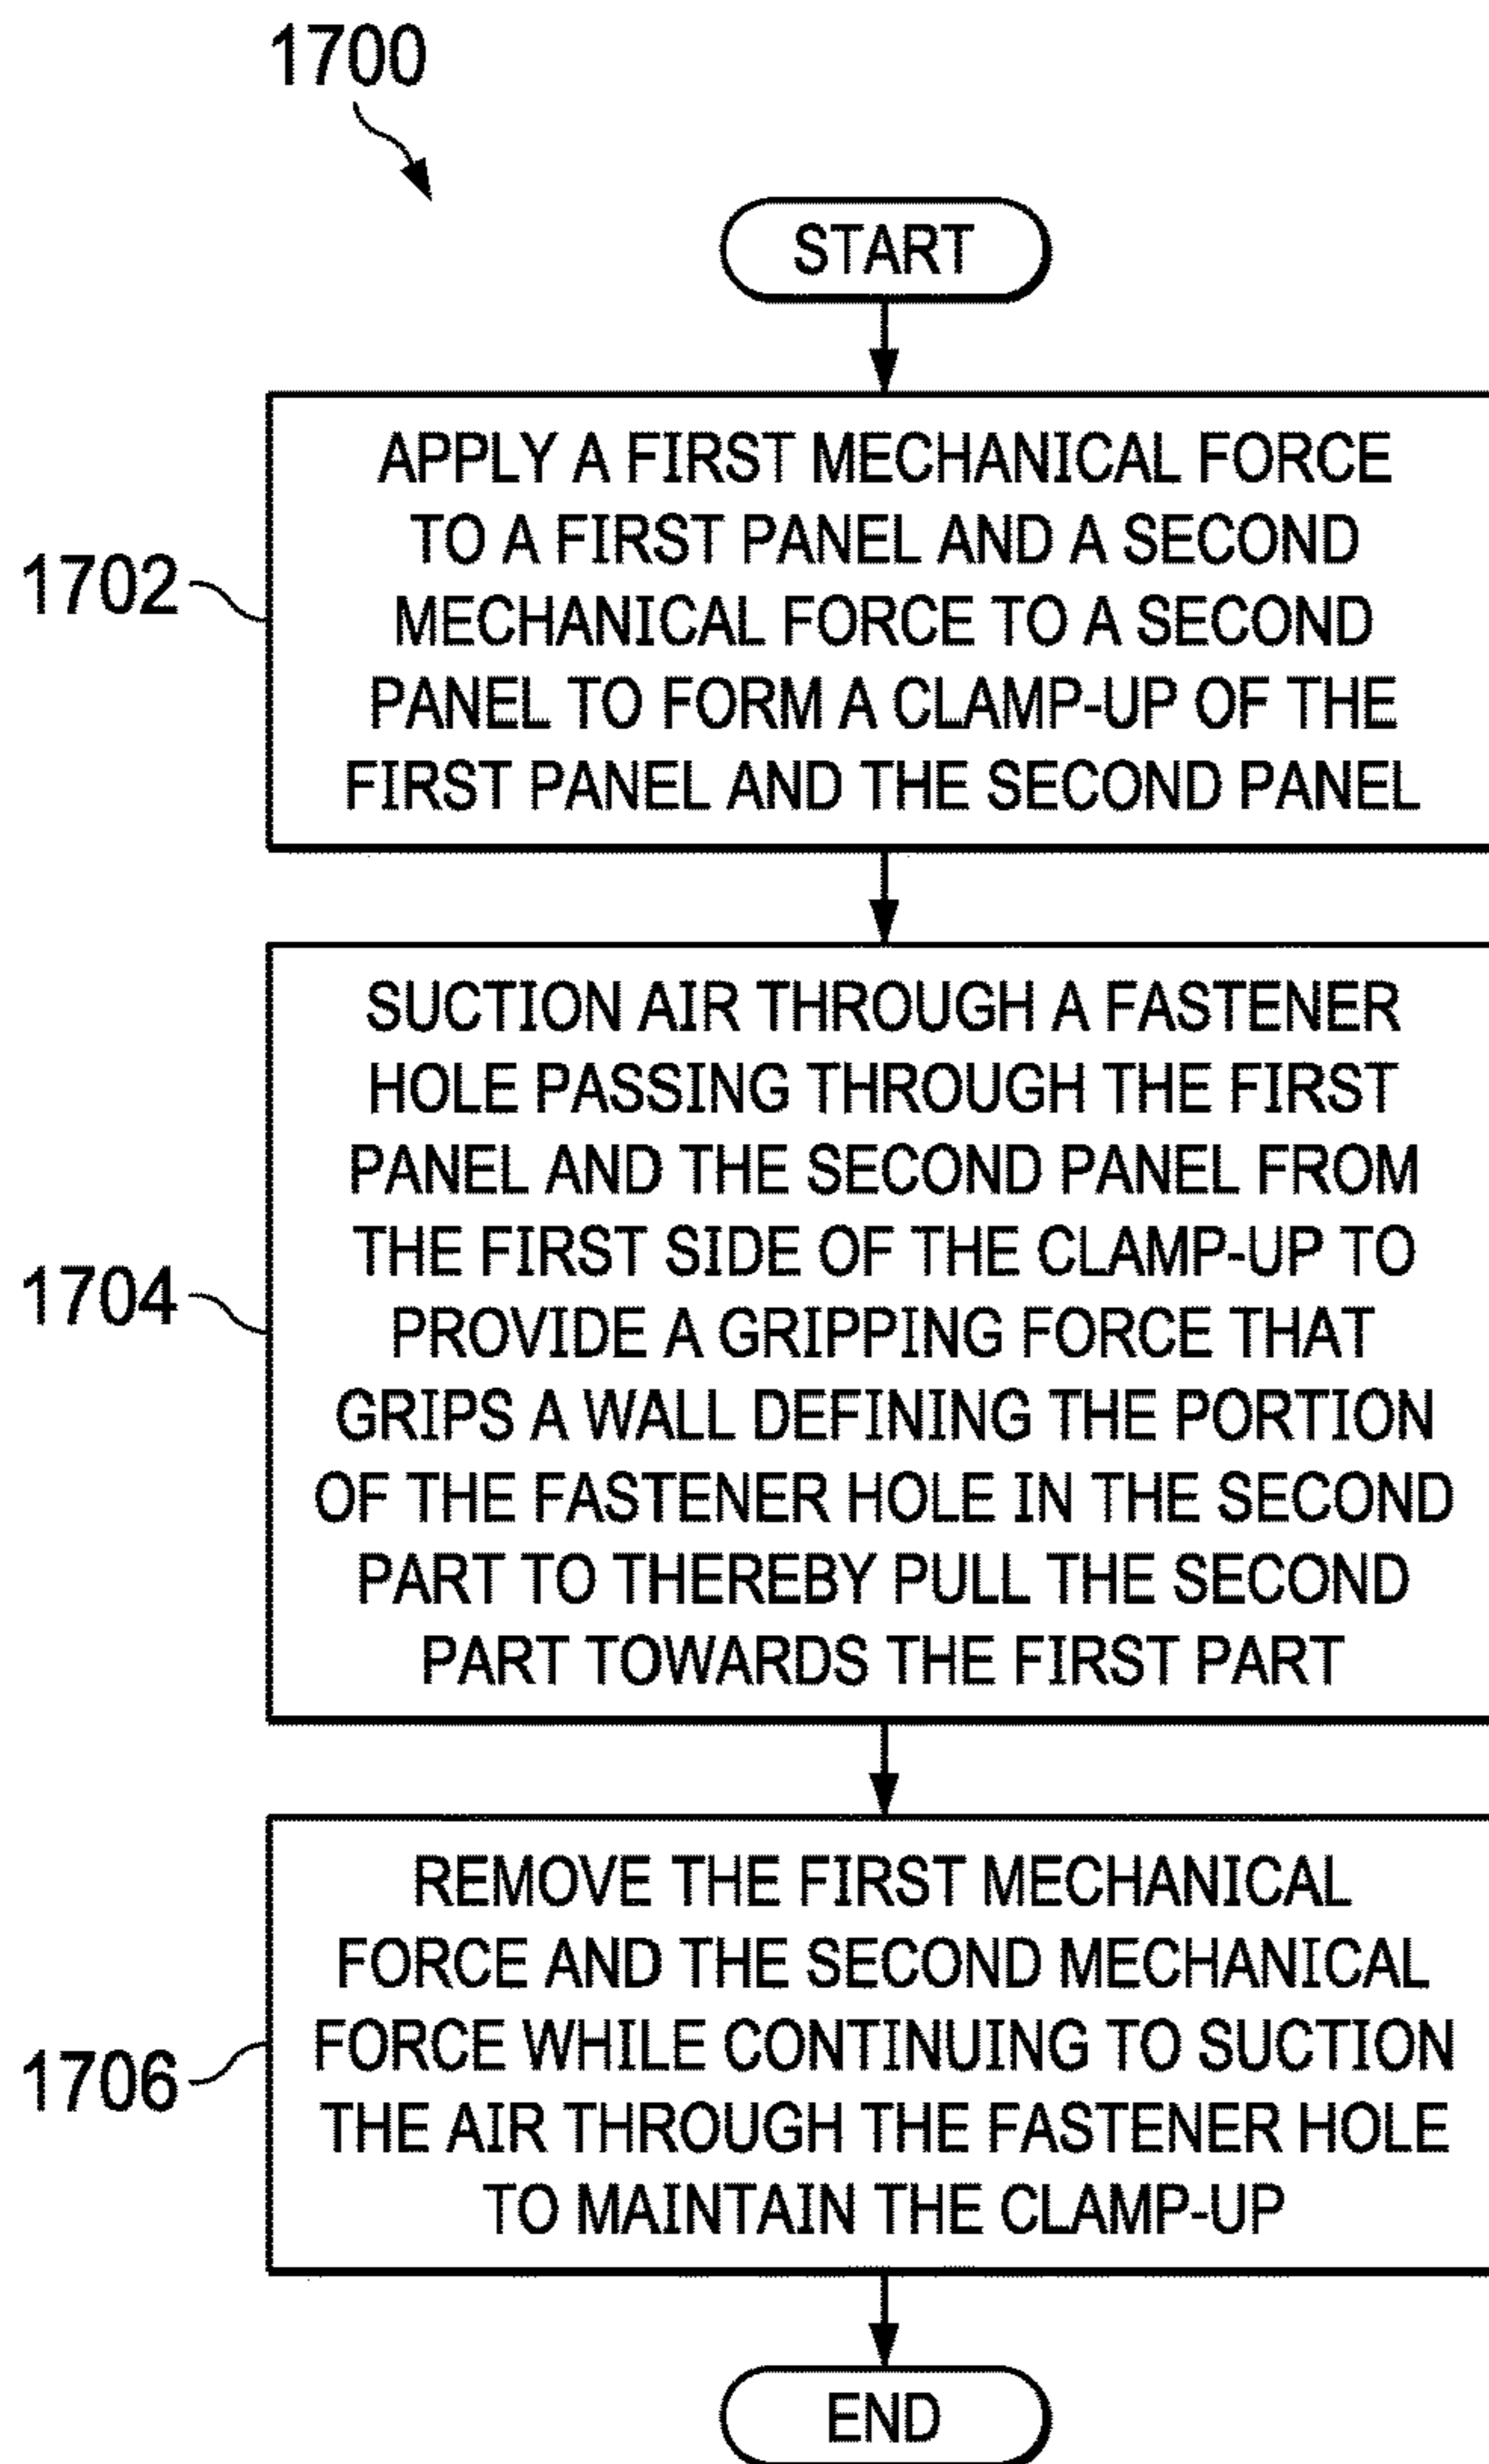 1700
START
APPLY A FIRST MECHANICAL FORCE
TO A FIRST PANEL AND A SECOND
MECHANICAL FORCE TO A SECOND
PANEL TO FORM A CLAMP-UP OF THE
FIRST PANEL AND THE SECOND PANEL
1702
SUCTION AIR THROUGH A FASTENER
HOLE PASSING THROUGH THE FIRST
PANEL AND THE SECOND PANEL FROM
THE FIRST SIDE OF THE CLAMP-UP TO
PROVIDE A GRIPPING FORCE THAT
GRIPS A WALL DEFINING THE PORTION
OF THE FASTENER HOLE IN THE SECOND
PART TO THEREBY PULL THE SECOND
PART TOWARDS THE FIRST PART
1704
REMOVE THE FIRST MECHANICAL
FORCE AND THE SECOND MECHANICAL
FORCE WHILE CONTINUING TO SUCTION
THE AIR THROUGH THE FASTENER HOLE
TO MAINTAIN THE CLAMP-UP
1706
END